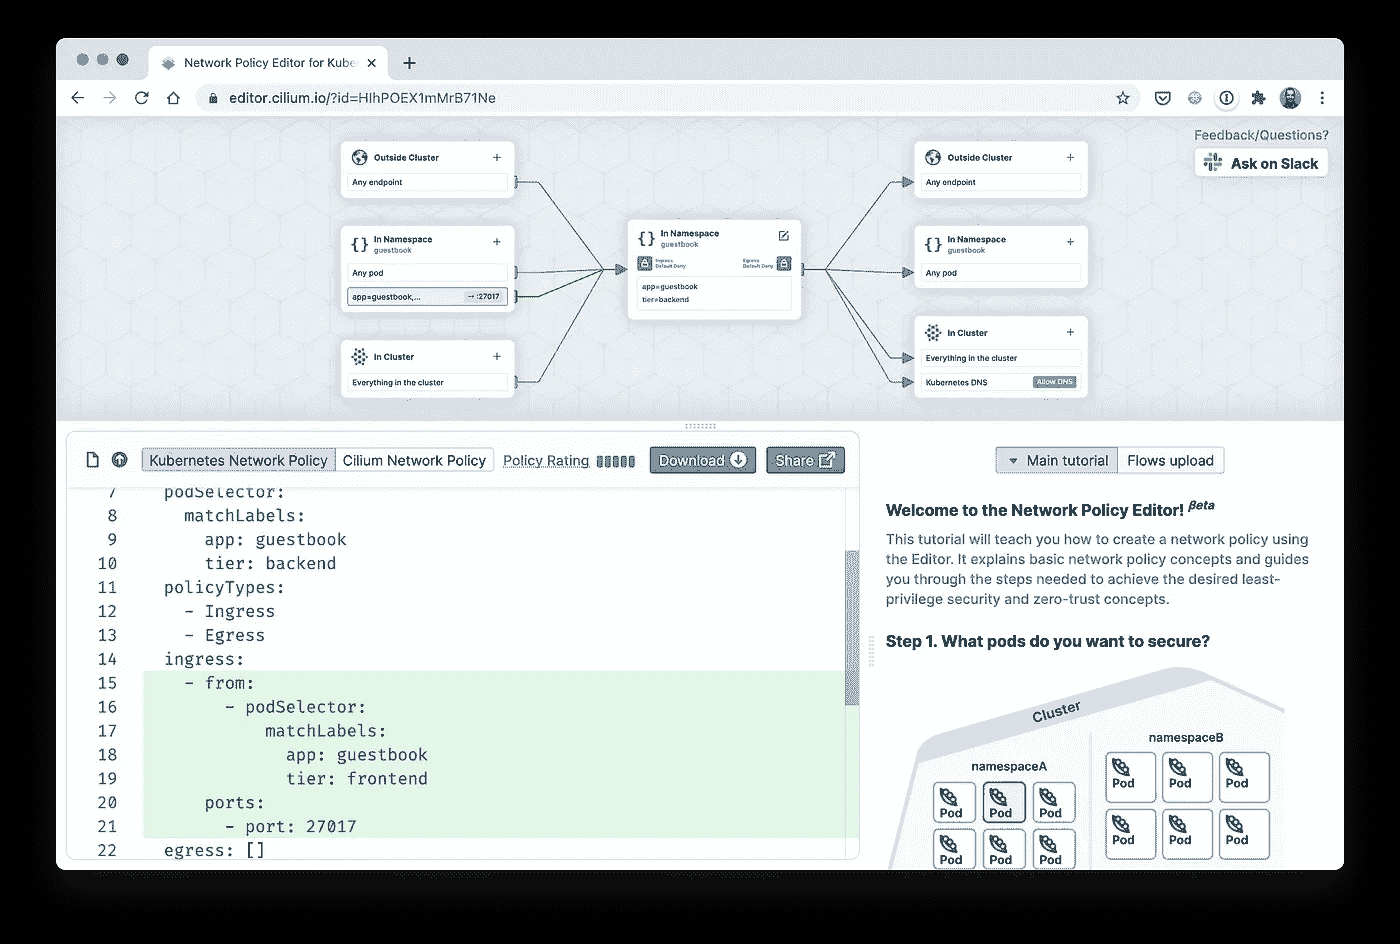 Network Policy Editor for Kube
editor.cilium.io/?id=HIhPOEX1mMrB71Ne
Feedback/Questions?
Ask on Slack
Outside Cluster
Any endpoint
In Namespace
guestbook
Any pod
app=guestbook,... → :27017
In Cluster
Everything in the cluster
In Namespace
guestbook
Ingress
Default Deny
Egress
Default Deny
app=guestbook
tier=backend
Outside Cluster
Any endpoint
In Namespace
guestbook
Any pod
In Cluster
Everything in the cluster
Kubernetes DNS Allow DNS
Kubernetes Network Policy Cilium Network Policy Policy Rating Download Share
7 podSelector:
8 matchLabels:
9 app: guestbook
10 tier: backend
11 policyTypes:
12 - Ingress
13 - Egress
14 ingress:
15 - from:
16 - podSelector:
17 matchLabels:
18 app: guestbook
19 tier: frontend
20 ports:
21 - port: 27017
22 egress: []
Main tutorial Flows upload
Welcome to the Network Policy Editor! βeta
This tutorial will teach you how to create a network policy using
the Editor. It explains basic network policy concepts and guides
you through the steps needed to achieve the desired least-
privilege security and zero-trust concepts.
Step 1. What pods do you want to secure?
Cluster
namespaceA
Pod Pod Pod
Pod Pod Pod
namespaceB
Pod Pod Pod
Pod Pod Pod